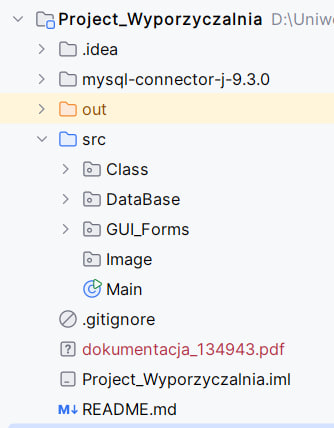 Project_Wyporzyczalnia D:\Uniwe
.idea
mysql-connector-j-9.3.0
out
src
Class
DataBase
GUI_Forms
Image
Main
.gitignore
dokumentacja_134943.pdf
Project_Wyporzyczalnia.iml
README.md